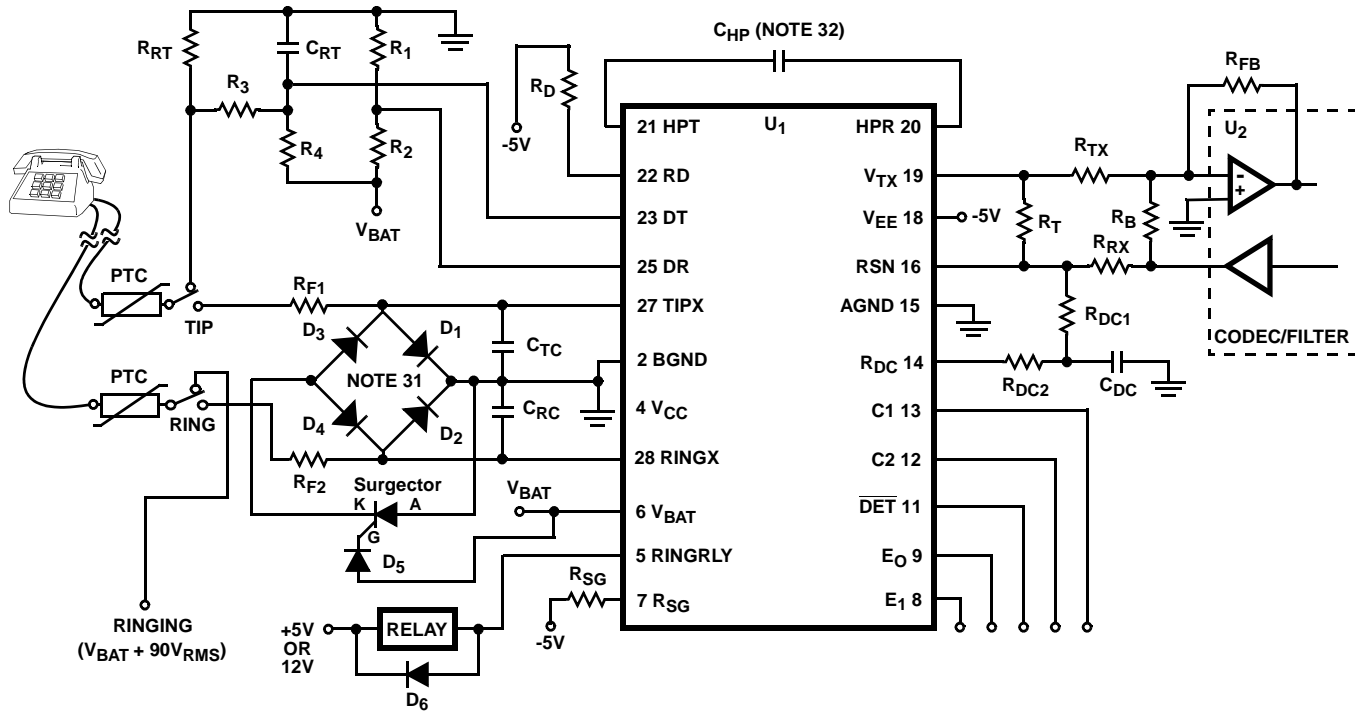 C_HP (NOTE 32)
R_RT
C_RT
R_1
R_3
R_4
R_2
V_BAT
-5V
R_D
21 HPT
U_1
HPR 20
22 RD
V_TX 19
23 DT
V_EE 18
-5V
25 DR
RSN 16
27 TIPX
AGND 15
2 BGND
R_DC 14
4 V_CC
C1 13
28 RINGX
C2 12
6 V_BAT
DET 11
5 RINGRLY
E_O 9
7 R_SG
E_1 8
R_FB
U_2
R_TX
-
+
R_T
R_B
R_RX
R_DC1
CODEC/FILTER
R_DC2
C_DC
PTC
TIP
R_F1
D_3
D_1
C_TC
NOTE 31
PTC
RING
D_4
D_2
C_RC
R_F2
Surgector
K
A
G
D_5
V_BAT
R_SG
-5V
RINGING
(V_BAT + 90V_RMS)
+5V
OR
12V
RELAY
D_6